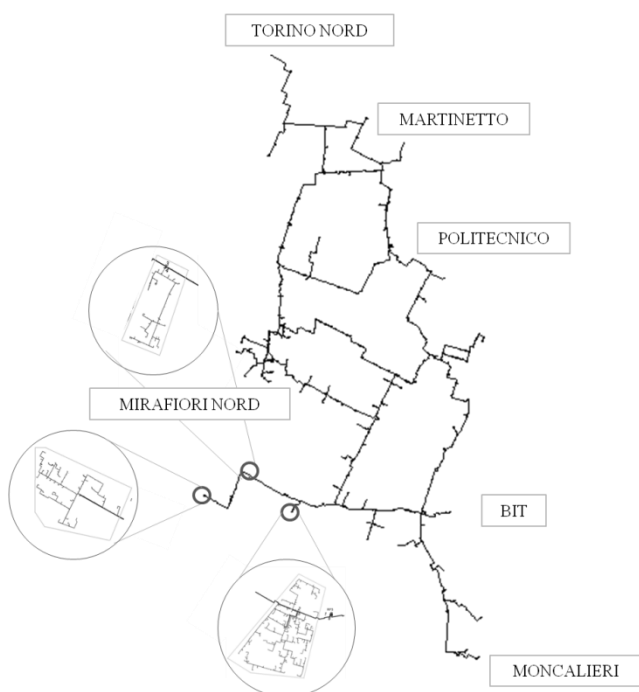 TORINO NORD
MARTINETTO
POLITECNICO
MIRAFIORI NORD
BIT
MONCALIERI